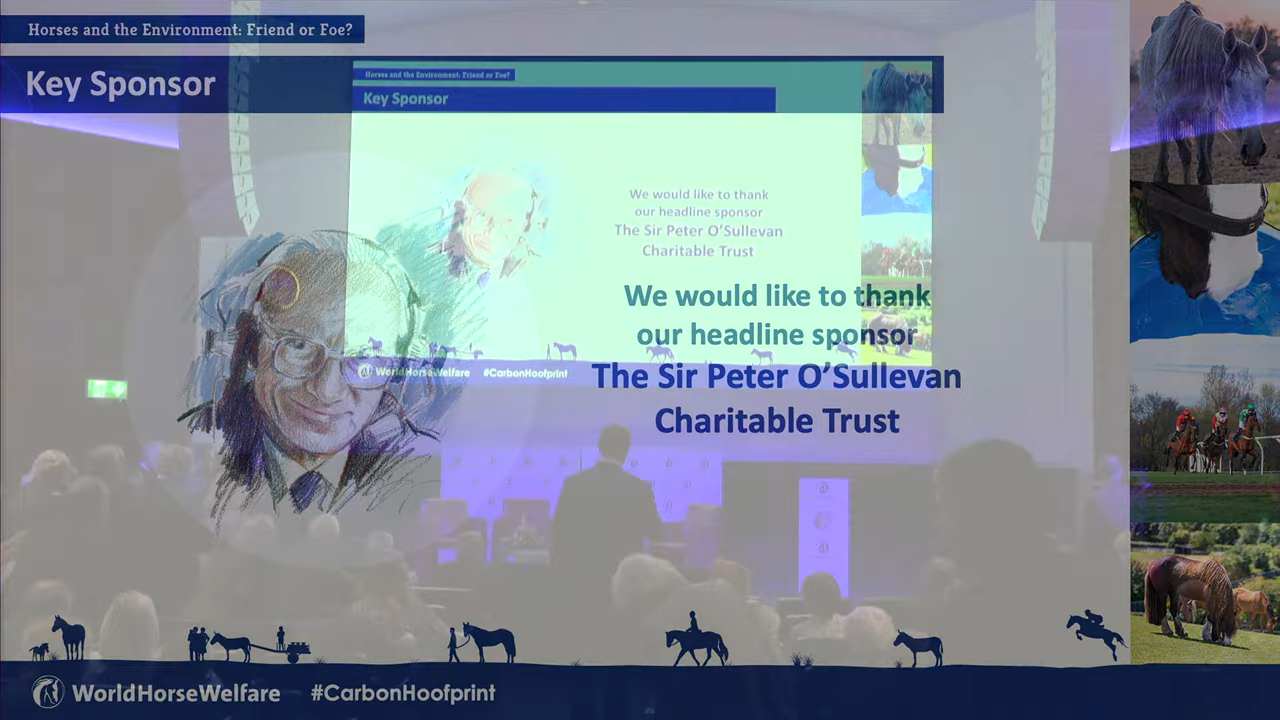 Horses and the Environment: Friend or Foe?
Key Sponsor
Horses and the Environment: Friend or Foe?
Key Sponsor
We would like to thank
our headline sponsor
The Sir Peter O'Sullevan
Charitable Trust
WorldHorseWelfare #CarbonHoofprint
We would like to thank
our headline sponsor
The Sir Peter O'Sullevan
Charitable Trust
WorldHorseWelfare #CarbonHoofprint